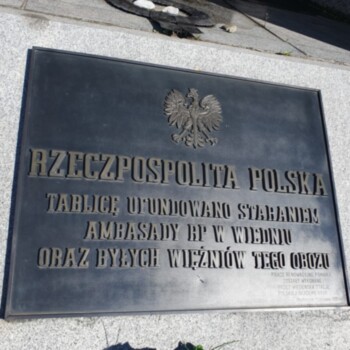 RZECZPOSPOLITA POLSKA
TABLICĘ UFUNDOWANO STARANIEM
AMBASADY RP W WIEDNIU
ORAZ BYŁYCH WIĘŹNIÓW TEGO OBOZU